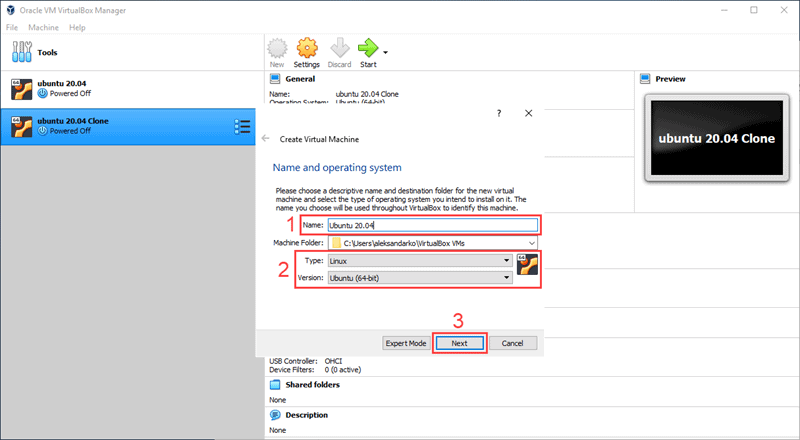 Oracle VM VirtualBox Manager
File Machine Help
Tools
New Settings Discard Start
64
ubuntu 20.04
Powered Off
64
ubuntu 20.04 Clone
Powered Off
General
Name: ubuntu 20.04 Clone
Operating System: Ubuntu (64-bit)
Preview
ubuntu 20.04 Clone
?
Create Virtual Machine
Name and operating system
Please choose a descriptive name and destination folder for the new virtual
machine and select the type of operating system you intend to install on it. The
name you choose will be used throughout VirtualBox to identify this machine.
1 Name: Ubuntu 20.04
Machine Folder: C:\Users\aleksandarko\VirtualBox VMs
2 Type: Linux
64
Version: Ubuntu (64-bit)
3
Expert Mode Next Cancel
USB Controller: OHCI
Device Filters: 0 (0 active)
Shared folders
None
Description
None